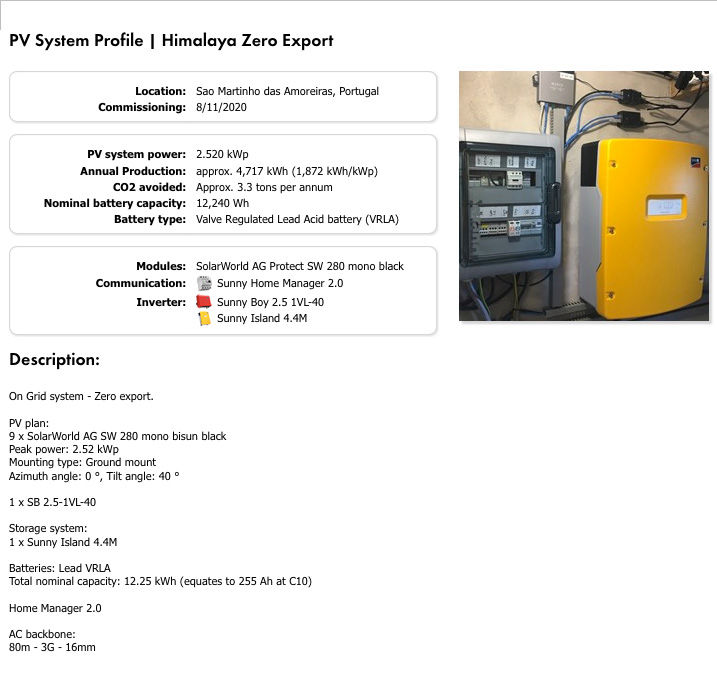 PV System Profile | Himalaya Zero Export
Location: Sao Martinho das Amoreiras, Portugal
Commissioning: 8/11/2020
PV system power: 2.520 kWp
Annual Production: approx. 4,717 kWh (1,872 kWh/kWp)
CO2 avoided: Approx. 3.3 tons per annum
Nominal battery capacity: 12,240 Wh
Battery type: Valve Regulated Lead Acid battery (VRLA)
Modules: SolarWorld AG Protect SW 280 mono black
Communication: Sunny Home Manager 2.0
Inverter: Sunny Boy 2.5 1VL-40
Sunny Island 4.4M
Description:
On Grid system - Zero export.
PV plan:
9 x SolarWorld AG SW 280 mono bisun black
Peak power: 2.52 kWp
Mounting type: Ground mount
Azimuth angle: 0 °, Tilt angle: 40 °
1 x SB 2.5-1VL-40
Storage system:
1 x Sunny Island 4.4M
Batteries: Lead VRLA
Total nominal capacity: 12.25 kWh (equates to 255 Ah at C10)
Home Manager 2.0
AC backbone:
80m - 3G - 16mm